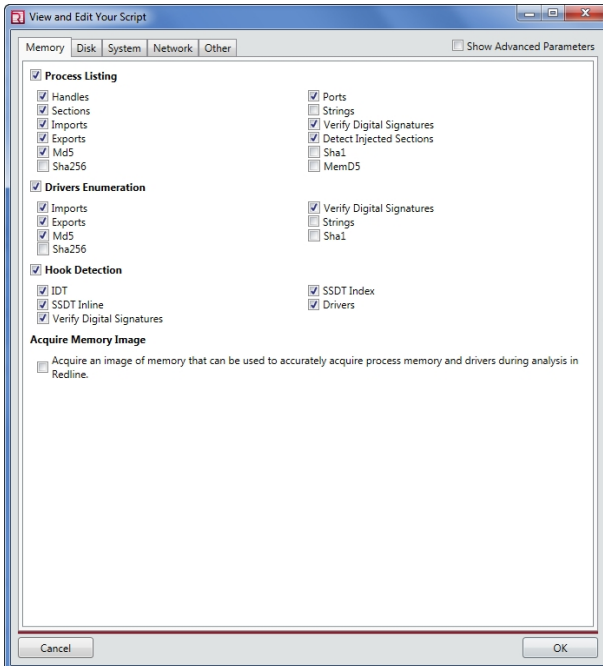 View and Edit Your Script
Memory Disk System Network Other Show Advanced Parameters
Process Listing
Handles Ports
Sections Strings
Imports Verify Digital Signatures
Exports Detect Injected Sections
Md5 Sha1
Sha256 MemD5
Drivers Enumeration
Imports Verify Digital Signatures
Exports Strings
Md5 Sha1
Sha256
Hook Detection
IDT SSDT Index
SSDT Inline Drivers
Verify Digital Signatures
Acquire Memory Image
Acquire an image of memory that can be used to accurately acquire process memory and drivers during analysis in
Redline.
Cancel OK